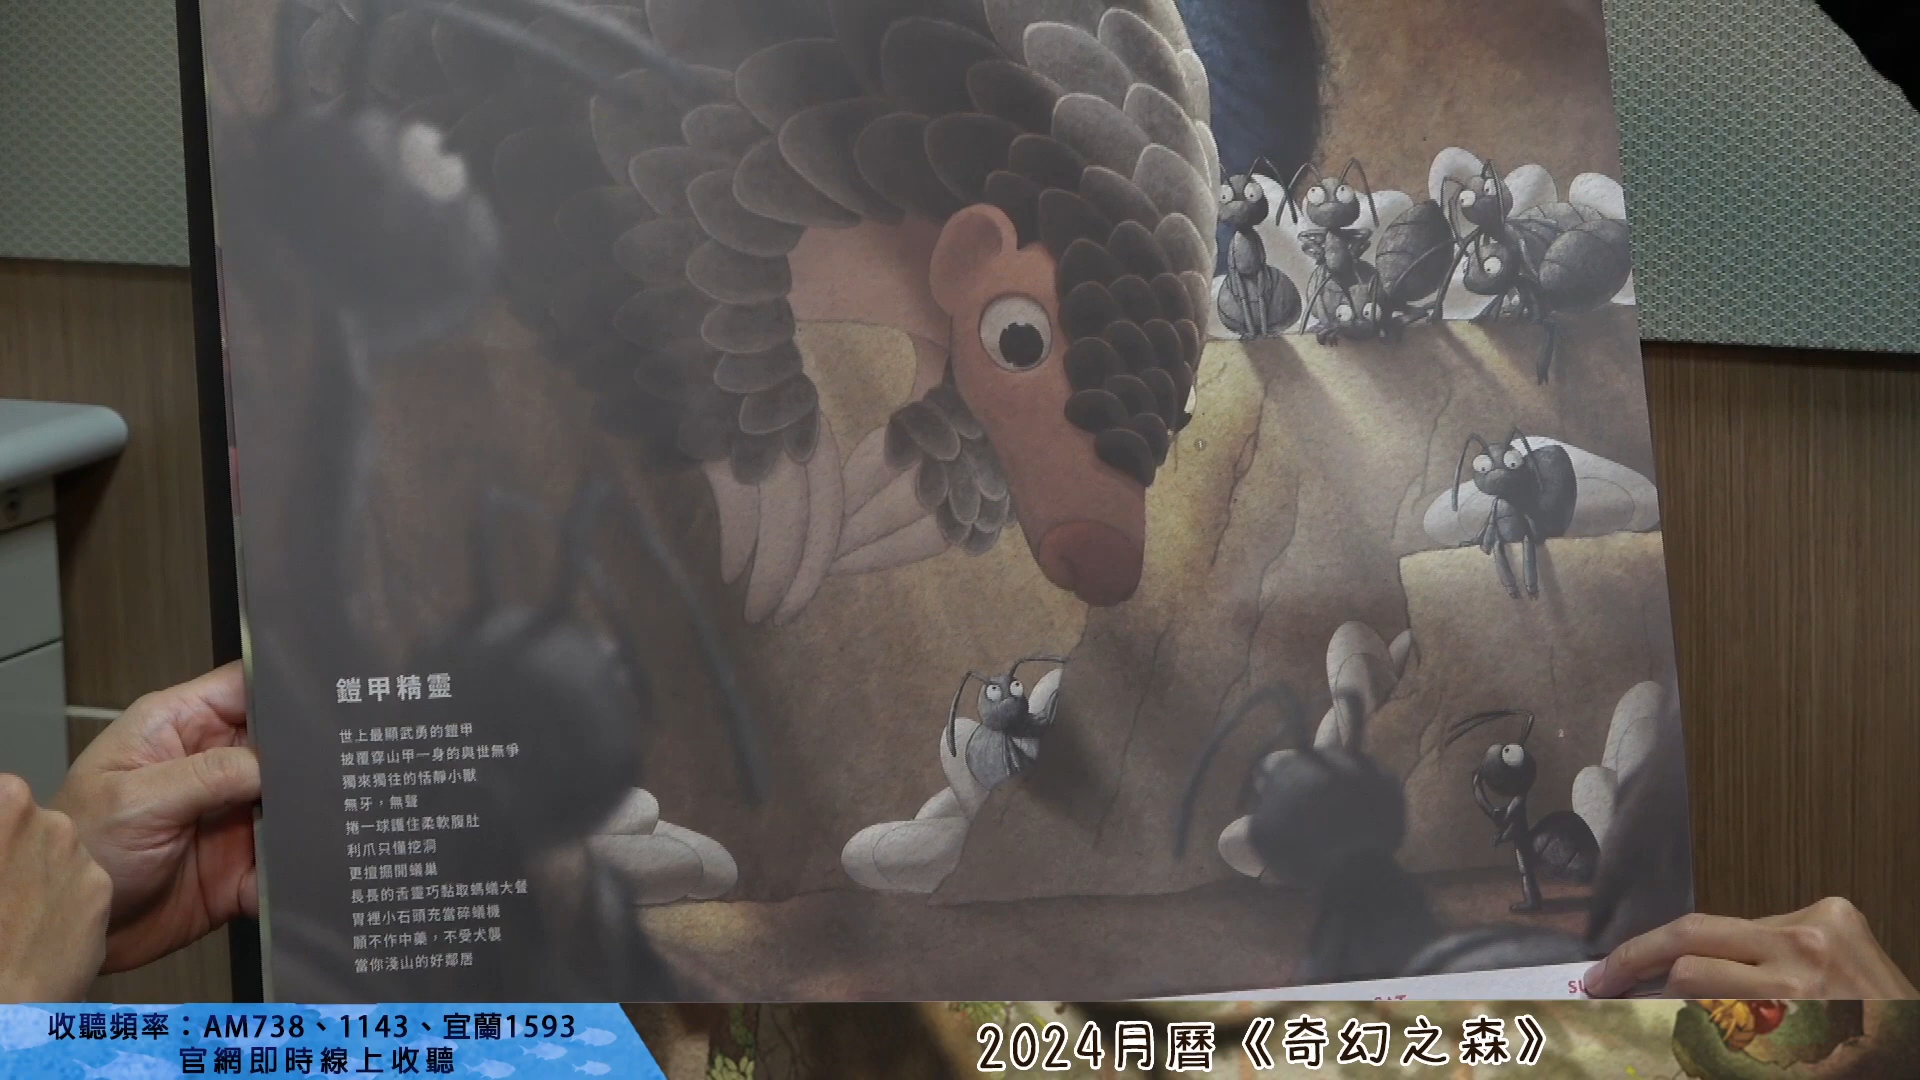 鎧甲精靈
世上最顯武勇的鎧甲
披覆穿山甲一身的與世無爭
獨來獨往的恬靜小獸
無牙，無聲
捲一球護住柔軟腹肚
利爪只懂挖洞
更擅掘開蟻巢
長長的舌靈巧黏取螞蟻大餐
胃裡小石頭充當碎蟻機
願不作中藥，不受犬襲
當你淺山的好鄰居
1
2
SAT
SU
收聽頻率：AM738、1143、宜蘭1593
官網即時線上收聽
2024月曆《奇幻之森》